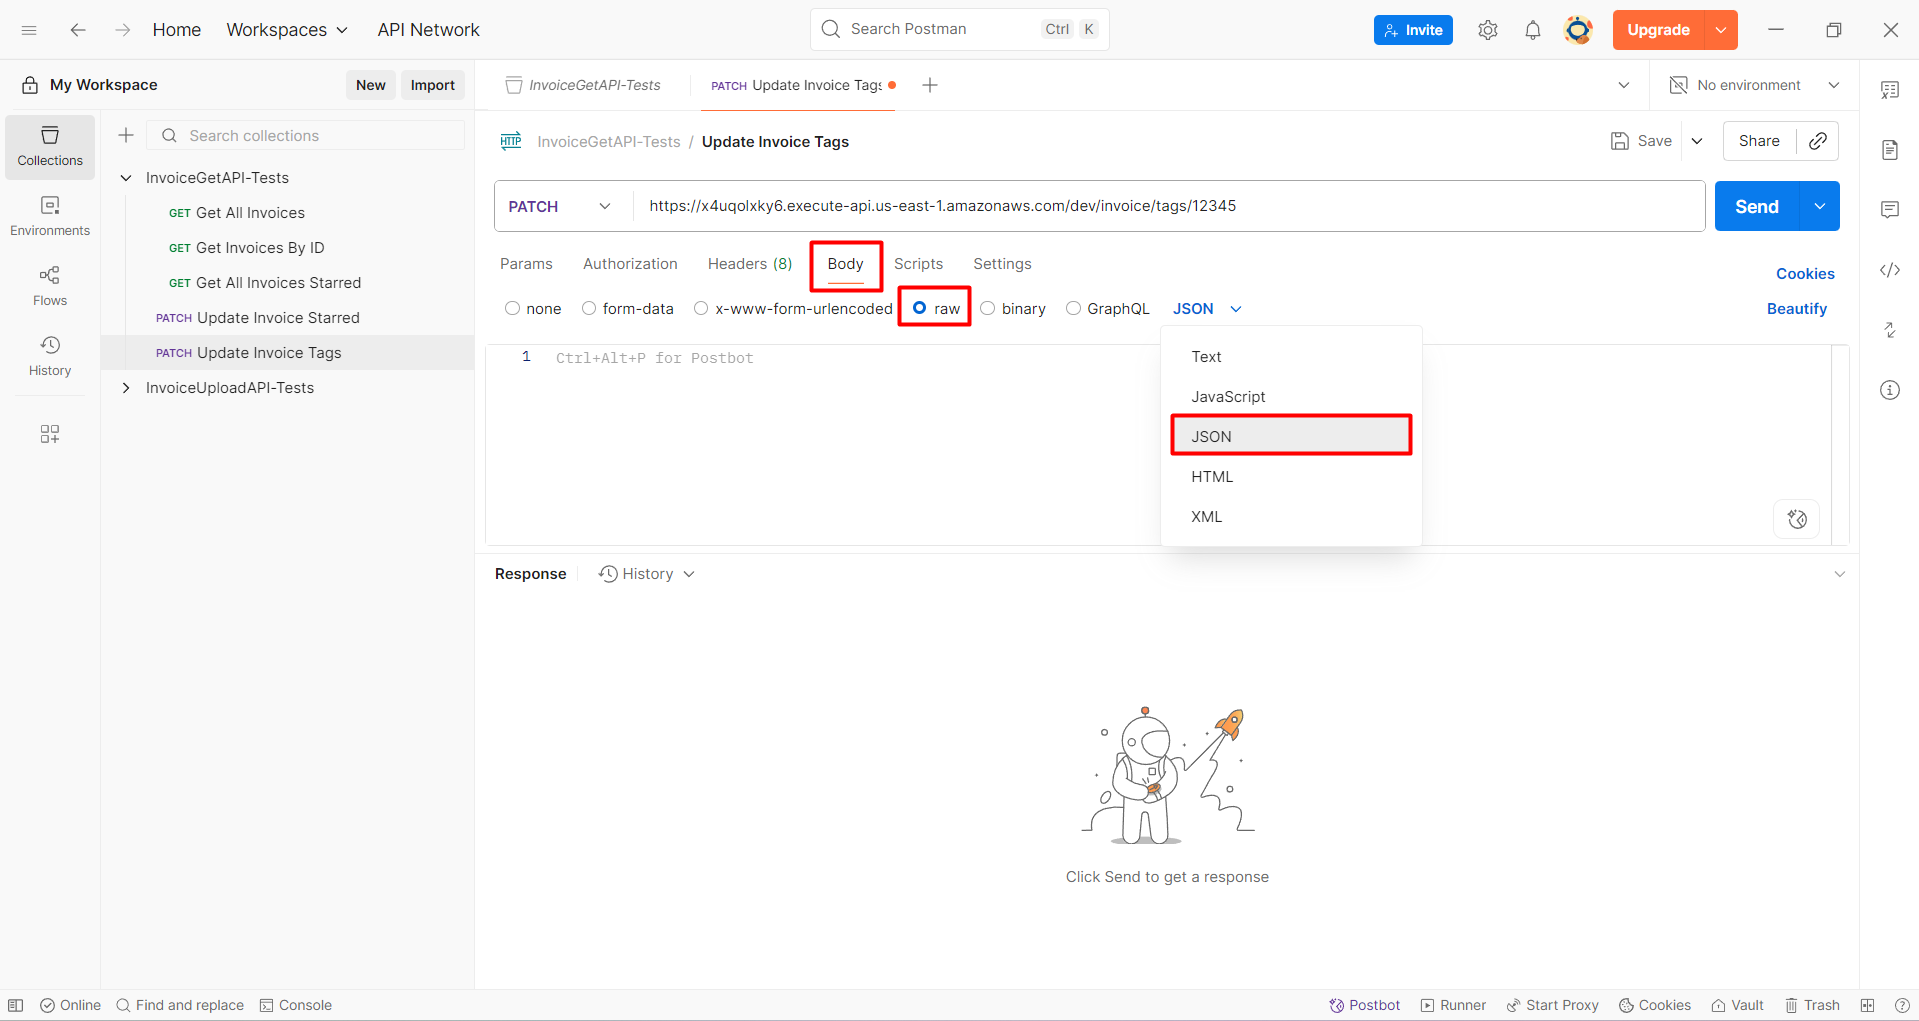 Home Workspaces API Network Search Postman Ctrl K Invite Upgrade
My Workspace New Import InvoiceGetAPI-Tests PATCH Update Invoice Tags No environment
Search collections
Collections
Environments
Flows
History
InvoiceGetAPI-Tests
GET Get All Invoices
GET Get Invoices By ID
GET Get All Invoices Starred
PATCH Update Invoice Starred
PATCH Update Invoice Tags
InvoiceUploadAPI-Tests
HTTP InvoiceGetAPI-Tests / Update Invoice Tags Save Share
PATCH https://x4uqolxky6.execute-api.us-east-1.amazonaws.com/dev/invoice/tags/12345 Send
Params Authorization Headers (8) Body Scripts Settings Cookies
none form-data x-www-form-urlencoded raw binary GraphQL JSON Beautify
1 Ctrl+Alt+P for Postbot
Text
JavaScript
JSON
HTML
XML
Response History
Click Send to get a response
Online Find and replace Console Postbot Runner Start Proxy Cookies Vault Trash